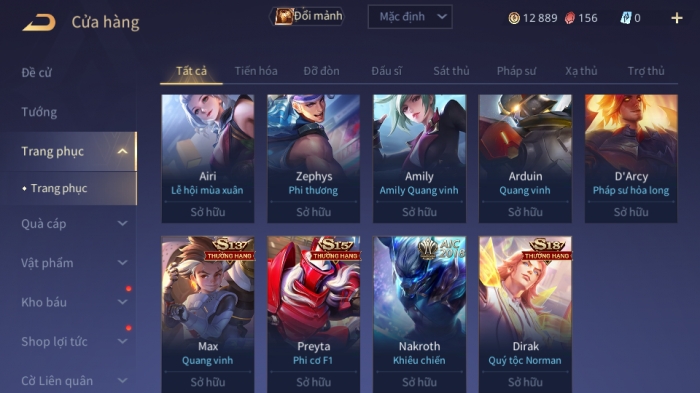 Cửa hàng
Đổi mảnh
Mặc định
12 889
156
0
Đề cử
Tướng
Trang phục
Trang phục
Quà cáp
Vật phẩm
Kho báu
Shop lợi tức
Cờ Liên quân
Tất cả Tiến hóa Đỡ đòn Đấu sĩ Sát thủ Pháp sư Xạ thủ Trợ thủ
Airi
Lễ hội mùa xuân
Sở hữu
Zephys
Phi thương
Sở hữu
Amily
Amily Quang vinh
Sở hữu
Arduin
Quang vinh
Sở hữu
D'Arcy
Pháp sư hỏa long
Sở hữu
S13
THƯỞNG HẠNG
Max
Quang vinh
Sở hữu
S15
THƯỞNG HẠNG
Preyta
Phi cơ F1
Sở hữu
AIC
2018
Nakroth
Khiêu chiến
Sở hữu
S18
THƯỞNG HẠNG
Dirak
Quý tộc Norman
Sở hữu